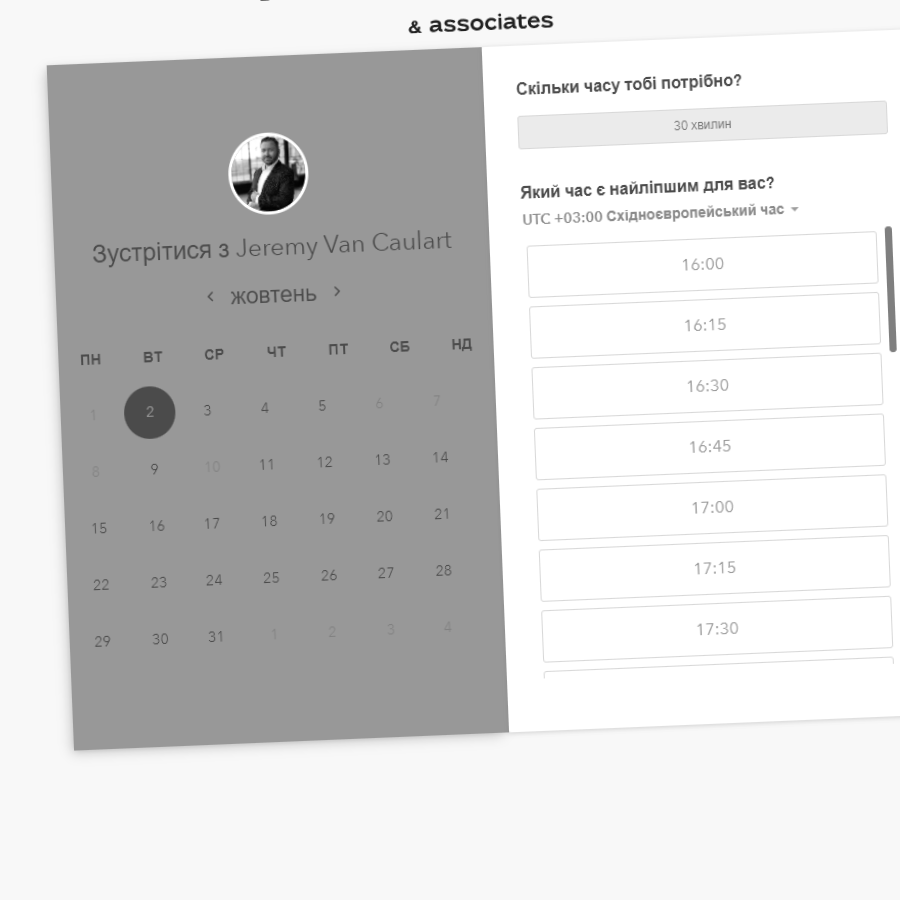 & associates
Зустрітися з Jeremy Van Caulart
жовтень
ПН ВТ СР ЧТ ПТ СБ НД
1 2 3 4 5 6 7
8 9 10 11 12 13 14
15 16 17 18 19 20 21
22 23 24 25 26 27 28
29 30 31 1 2 3 4
Скільки часу тобі потрібно?
30 хвилин
Який час є найліпшим для вас?
UTC +03:00 Східноєвропейський час
16:00
16:15
16:30
16:45
17:00
17:15
17:30